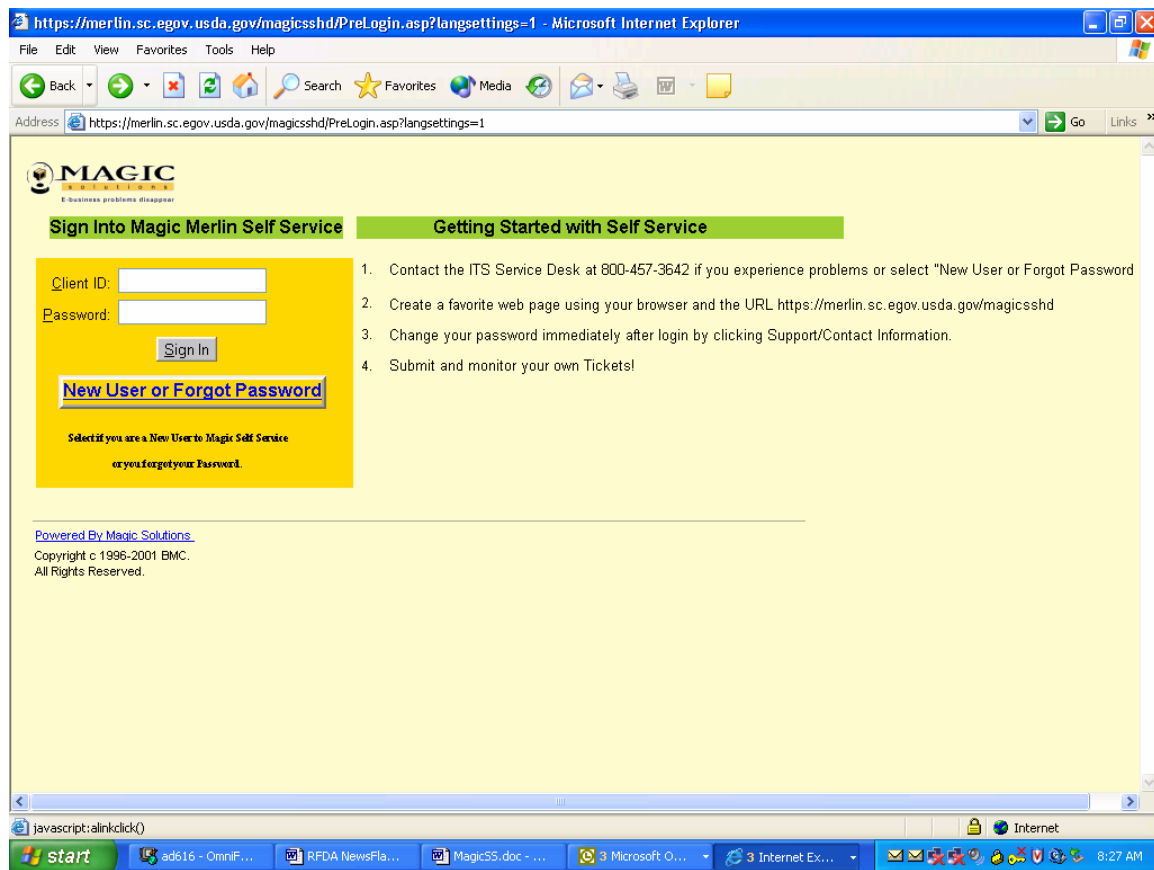 https://merlin.sc.egov.usda.gov/magicsshd/PreLogin.asp?langsettings=1 - Microsoft Internet Explorer
File Edit View Favorites Tools Help
Back Search Favorites Media
Address https://merlin.sc.egov.usda.gov/magicsshd/PreLogin.asp?langsettings=1 Go Links »
MAGIC
solutions
E-business problems disappear
Sign Into Magic Merlin Self Service
Getting Started with Self Service
Client ID:
Password:
Sign In
New User or Forgot Password
Select if you are a New User to Magic Self Service
or you forgot your Password.
1. Contact the ITS Service Desk at 800-457-3642 if you experience problems or select "New User or Forgot Password
2. Create a favorite web page using your browser and the URL https://merlin.sc.egov.usda.gov/magicsshd
3. Change your password immediately after login by clicking Support/Contact Information.
4. Submit and monitor your own Tickets!
Powered By Magic Solutions
Copyright c 1996-2001 BMC.
All Rights Reserved.
javascript:alinkclick() Internet
start ad616 - OmniF... RFDA NewsFla... MagicSS.doc - ... 3 Microsoft O... 3 Internet Ex... 8:27 AM